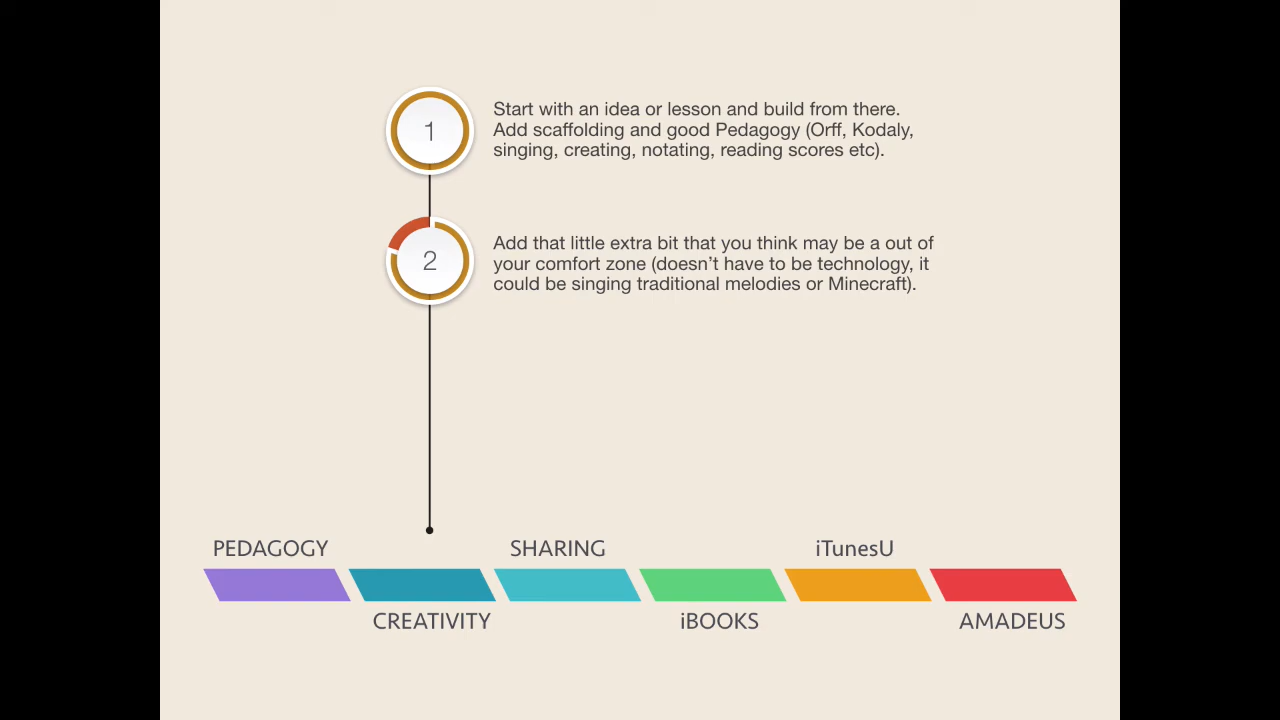 1
Start with an idea or lesson and build from there.
Add scaffolding and good Pedagogy (Orff, Kodaly,
singing, creating, notating, reading scores etc).
2
Add that little extra bit that you think may be a out of
your comfort zone (doesn’t have to be technology, it
could be singing traditional melodies or Minecraft).
PEDAGOGY
SHARING
iTunesU
CREATIVITY
iBOOKS
AMADEUS